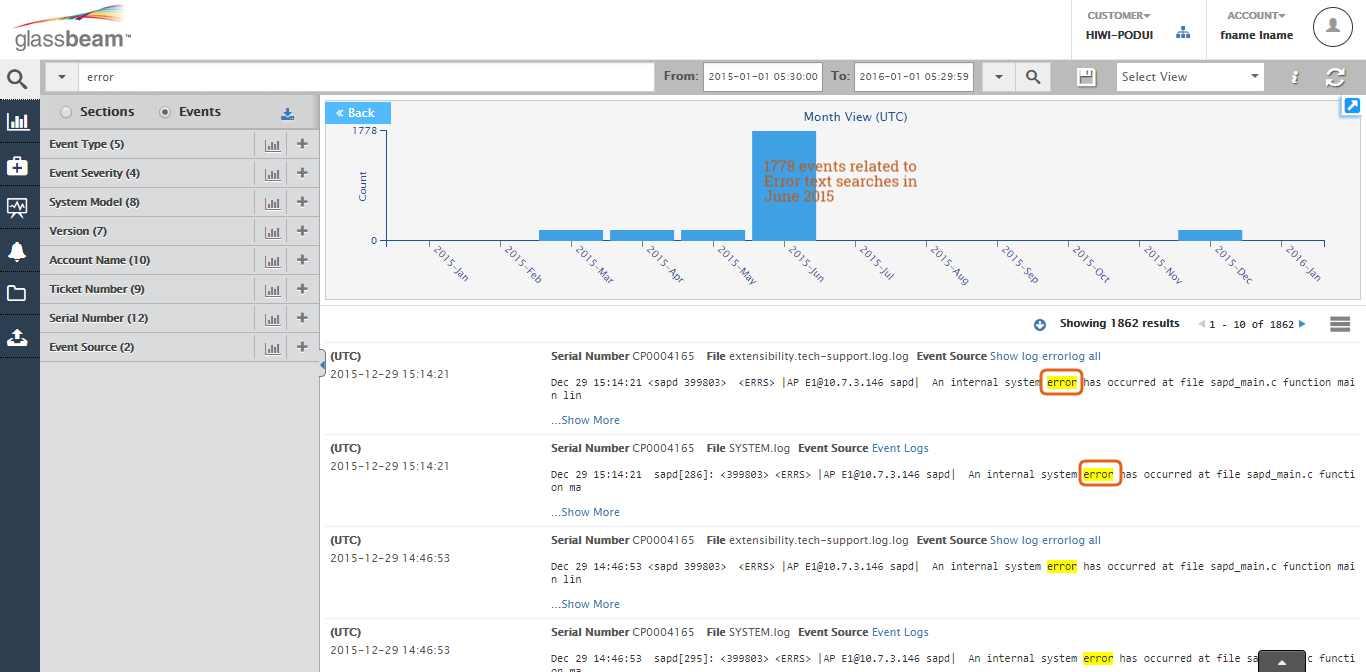 glassbeam™
CUSTOMER
HIWI-PODUI
ACCOUNT
fname lname
error
From:
2015-01-01 05:30:00
To:
2016-01-01 05:29:59
Select View
i
Sections
Events
Event Type (5)
Event Severity (4)
System Model (8)
Version (7)
Account Name (10)
Ticket Number (9)
Serial Number (12)
Event Source (2)
« Back
Month View (UTC)
1778
Count
0
1778 events related to
Error text searches in
June 2015
2015-Jan
2015-Feb
2015-Mar
2015-Apr
2015-May
2015-Jun
2015-Jul
2015-Aug
2015-Sep
2015-Oct
2015-Nov
2015-Dec
2016-Jan
Showing 1862 results
1 - 10 of 1862
(UTC)
2015-12-29 15:14:21
Serial Number CP0004165 File extensibility.tech-support.log.log Event Source Show log errorlog all
Dec 29 15:14:21 <sapd 399803> <ERRS> |AP E1@10.7.3.146 sapd| An internal system error has occurred at file sapd_main.c function mai
n lin
...Show More
(UTC)
2015-12-29 15:14:21
Serial Number CP0004165 File SYSTEM.log Event Source Event Logs
Dec 29 15:14:21 sapd[286]: <399803> <ERRS> |AP E1@10.7.3.146 sapd| An internal system error has occurred at file sapd_main.c functi
on ma
...Show More
(UTC)
2015-12-29 14:46:53
Serial Number CP0004165 File extensibility.tech-support.log.log Event Source Show log errorlog all
Dec 29 14:46:53 <sapd 399803> <ERRS> |AP E1@10.7.3.146 sapd| An internal system error has occurred at file sapd_main.c function mai
n lin
...Show More
(UTC)
2015-12-29 14:46:53
Serial Number CP0004165 File SYSTEM.log Event Source Event Logs
Dec 29 14:46:53 sapd[295]: <399803> <ERRS> |AP E1@10.7.3.146 sapd| An internal system error has occurred at file sapd_main.c functi